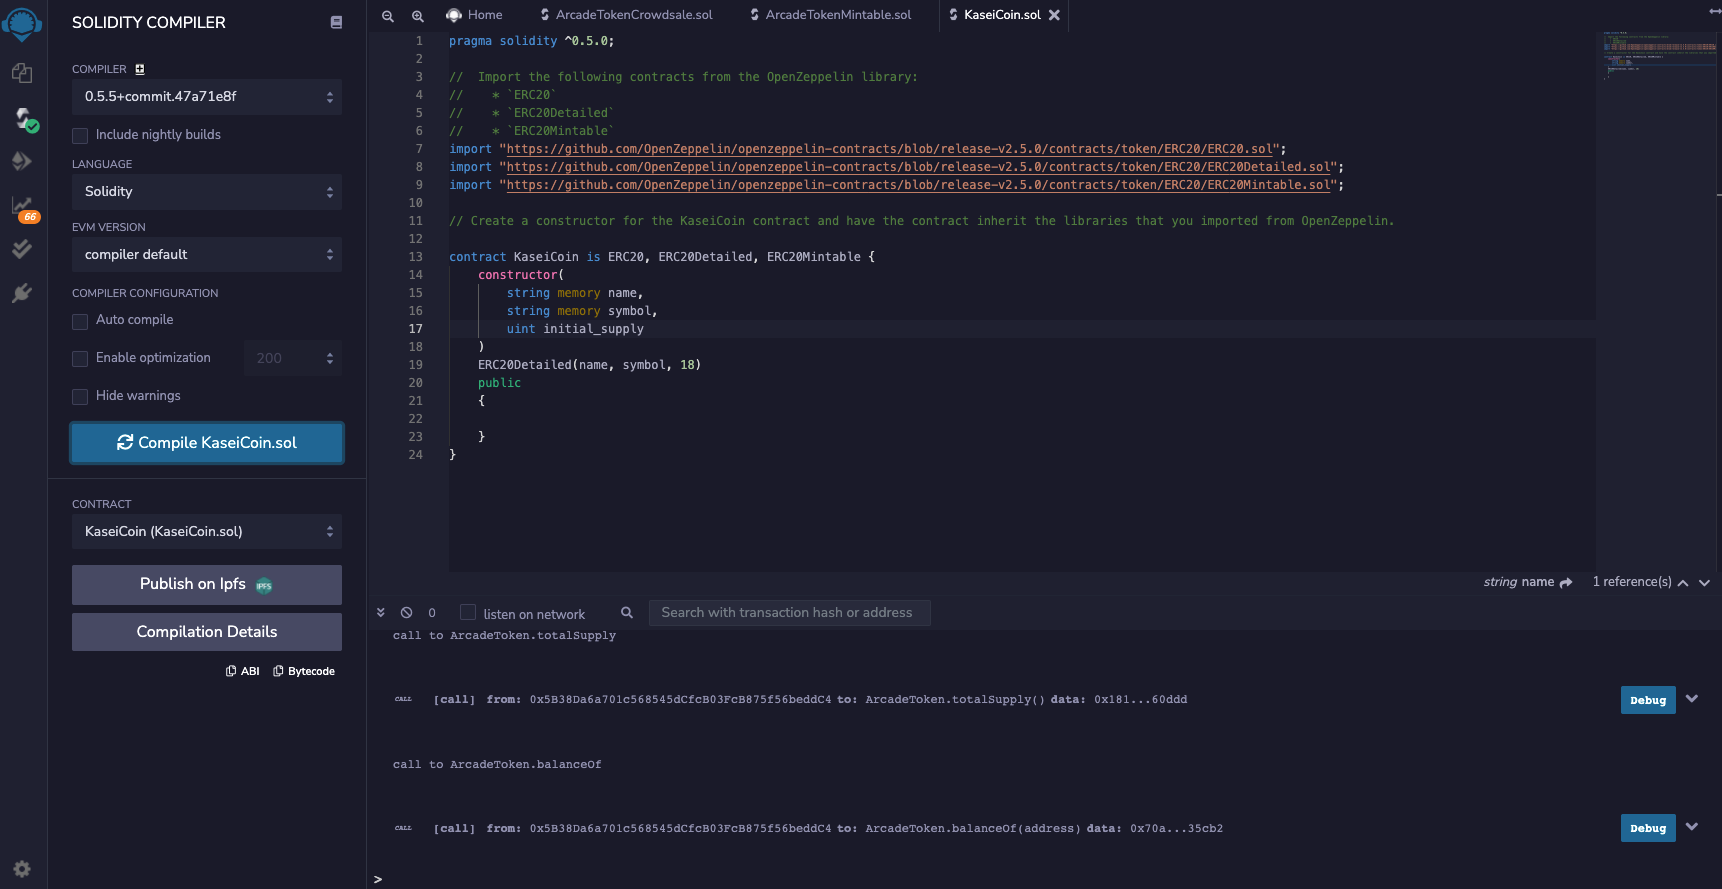 SOLIDITY COMPILER
COMPILER
0.5.5+commit.47a71e8f
Include nightly builds
LANGUAGE
Solidity
EVM VERSION
compiler default
COMPILER CONFIGURATION
Auto compile
Enable optimization
200
Hide warnings
Compile KaseiCoin.sol
CONTRACT
KaseiCoin (KaseiCoin.sol)
Publish on Ipfs
IPFS
Compilation Details
ABI Bytecode
66
Home ArcadeTokenCrowdsale.sol ArcadeTokenMintable.sol KaseiCoin.sol
1 pragma solidity ^0.5.0;
2
3 //  Import the following contracts from the OpenZeppelin library:
4 //    * `ERC20`
5 //    * `ERC20Detailed`
6 //    * `ERC20Mintable`
7 import "https://github.com/OpenZeppelin/openzeppelin-contracts/blob/release-v2.5.0/contracts/token/ERC20/ERC20.sol";
8 import "https://github.com/OpenZeppelin/openzeppelin-contracts/blob/release-v2.5.0/contracts/token/ERC20/ERC20Detailed.sol";
9 import "https://github.com/OpenZeppelin/openzeppelin-contracts/blob/release-v2.5.0/contracts/token/ERC20/ERC20Mintable.sol";
10
11 // Create a constructor for the KaseiCoin contract and have the contract inherit the libraries that you imported from OpenZeppelin.
12
13 contract KaseiCoin is ERC20, ERC20Detailed, ERC20Mintable {
14     constructor(
15         string memory name,
16         string memory symbol,
17         uint initial_supply
18     )
19     ERC20Detailed(name, symbol, 18)
20     public
21     {
22
23     }
24 }
string name 1 reference(s)
0 listen on network Search with transaction hash or address
call to ArcadeToken.totalSupply
CALL [call] from: 0x5B38Da6a701c568545dCfcB03FcB875f56beddC4 to: ArcadeToken.totalSupply() data: 0x181...60ddd Debug
call to ArcadeToken.balanceOf
CALL [call] from: 0x5B38Da6a701c568545dCfcB03FcB875f56beddC4 to: ArcadeToken.balanceOf(address) data: 0x70a...35cb2 Debug
>